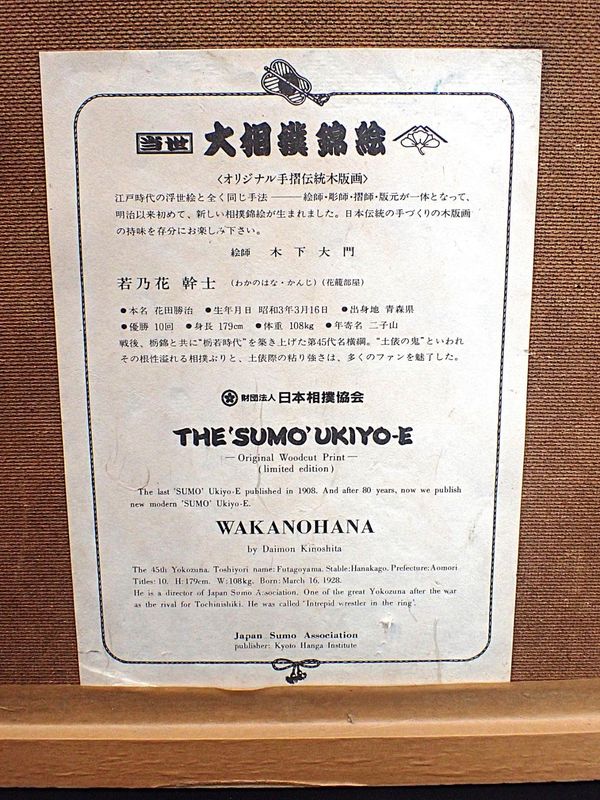 当世 大相撲錦絵
〈オリジナル手摺伝統木版画〉
江戸時代の浮世絵と全く同じ手法――――絵師・彫師・摺師・版元が一体となって、
明治以来初めて、新しい相撲錦絵が生まれました。日本伝統の手づくりの木版画
の持味を存分にお楽しみ下さい。
絵師 木下大門
若乃花 幹士 (わかのはな・かんじ)(花籠部屋)
●本名 花田勝治 ●生年月日 昭和3年3月16日 ●出身地 青森県
●優勝 10回 ●身長 179cm ●体重 108kg ●年寄名 二子山
戦後、栃錦と共に“栃若時代”を築き上げた第45代名横綱。“土俵の鬼”といわれ
その根性溢れる相撲ぶりと、土俵際の粘り強さは、多くのファンを魅了した。
財団法人 日本相撲協会
THE 'SUMO' UKIYO-E
—Original Woodcut Print—
(limited edition)
The last 'SUMO' Ukiyo-E published in 1908. And after 80 years, now we publish
new modern 'SUMO' Ukiyo-E.
WAKANOHANA
by Daimon Kinoshita
The 45th Yokozuna. Toshiyori name: Futagoyama. Stable: Hanakago. Prefecture: Aomori
Titles: 10. H: 179cm. W: 108kg. Born: March 16, 1928.
He is a director of Japan Sumo Association. One of the great Yokozuna after the war
as the rival for Tochinishiki. He was called 'Intrepid wrestler in the ring'.
Japan Sumo Association
publisher: Kyoto Hanga Institute